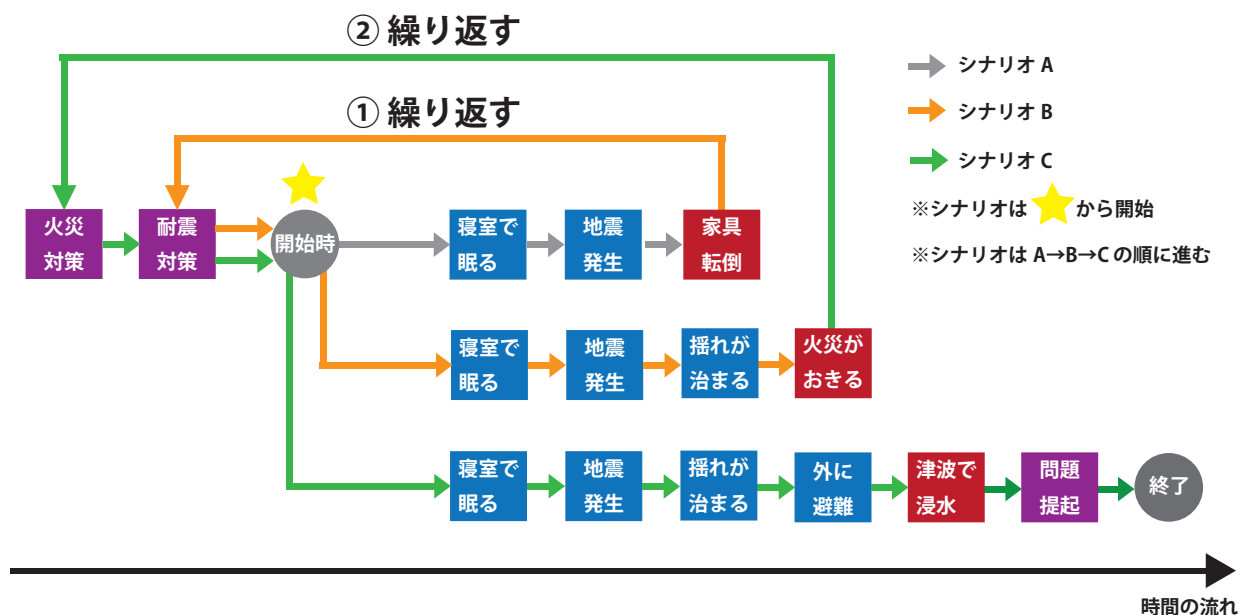 ② 繰り返す
① 繰り返す
シナリオ A
シナリオ B
シナリオ C
※シナリオは
から開始
※シナリオは A→B→C の順に進む
火災
対策
耐震
対策
開始時
寝室で
眠る
地震
発生
家具
転倒
寝室で
眠る
地震
発生
揺れが
治まる
火災が
おきる
寝室で
眠る
地震
発生
揺れが
治まる
外に
避難
津波で
浸水
問題
提起
終了
時間の流れ